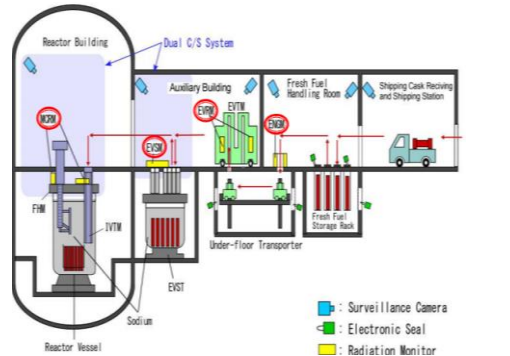 Reactor Building
Dual C/S System
Auxiliary Building
Fresh Fuel
Handling Room
Shipping Cask Reciving
and Shipping Station
MCRM
EVRM
EVTM
ENGM
EVSM
FHM
IVTM
Under-floor Transporter
Fresh Fuel
Storage Rack
EVST
Sodium
Reactor Vessel
: Surveillance Camera
: Electronic Seal
: Radiation Monitor